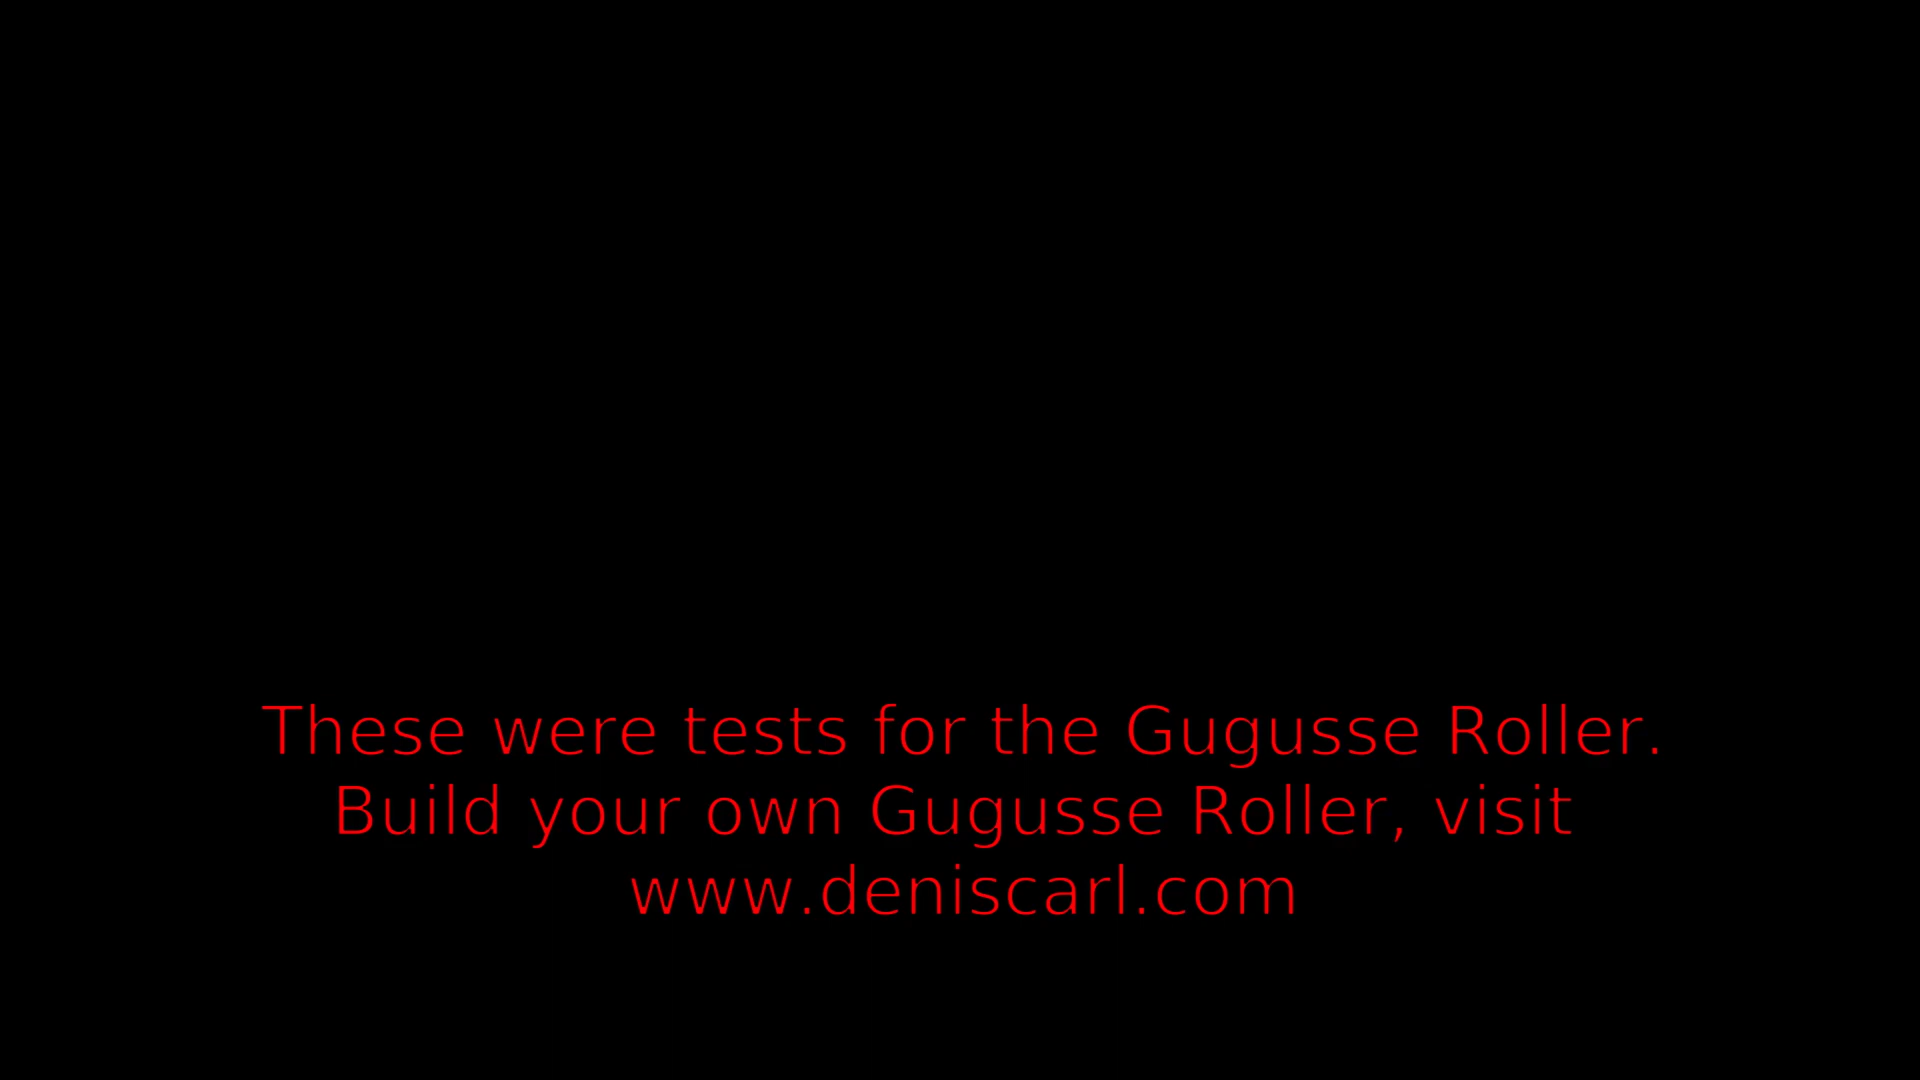 These were tests for the Gugusse Roller.
Build your own Gugusse Roller, visit
www.deniscarl.com